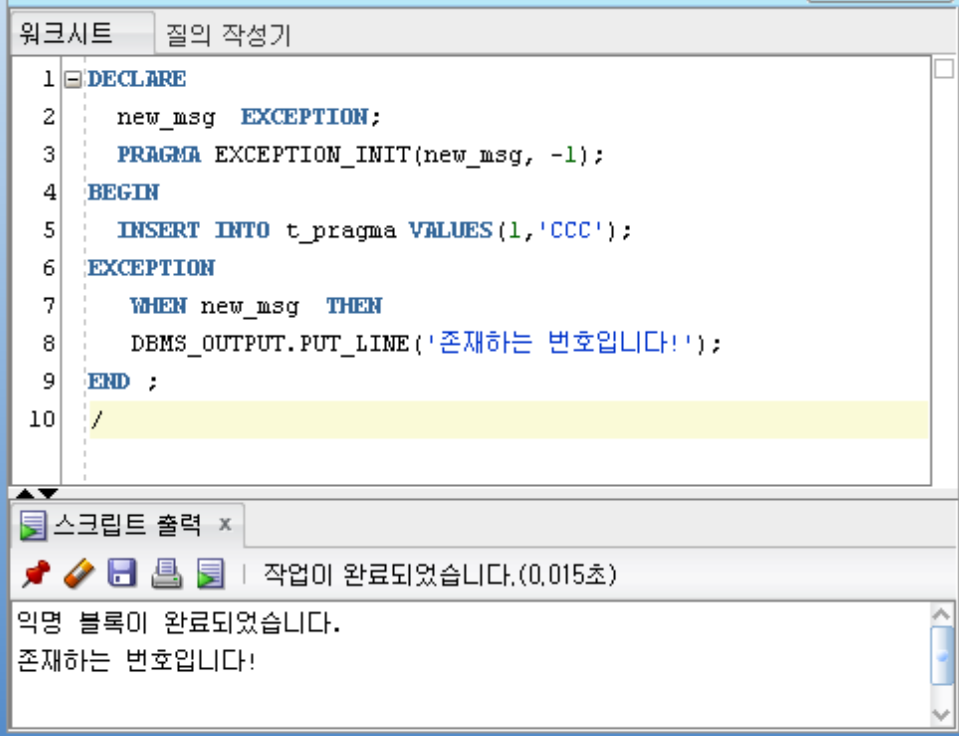 워크시트 질의 작성기
1 DECLARE
2 new_msg EXCEPTION;
3 PRAGMA EXCEPTION_INIT(new_msg, -1);
4 BEGIN
5 INSERT INTO t_pragma VALUES(1,'CCC');
6 EXCEPTION
7 WHEN new_msg THEN
8 DBMS_OUTPUT.PUT_LINE('존재하는 번호입니다!');
9 END ;
10 /
스크립트 출력 x
작업이 완료되었습니다.(0.015초)
익명 블록이 완료되었습니다.
존재하는 번호입니다!